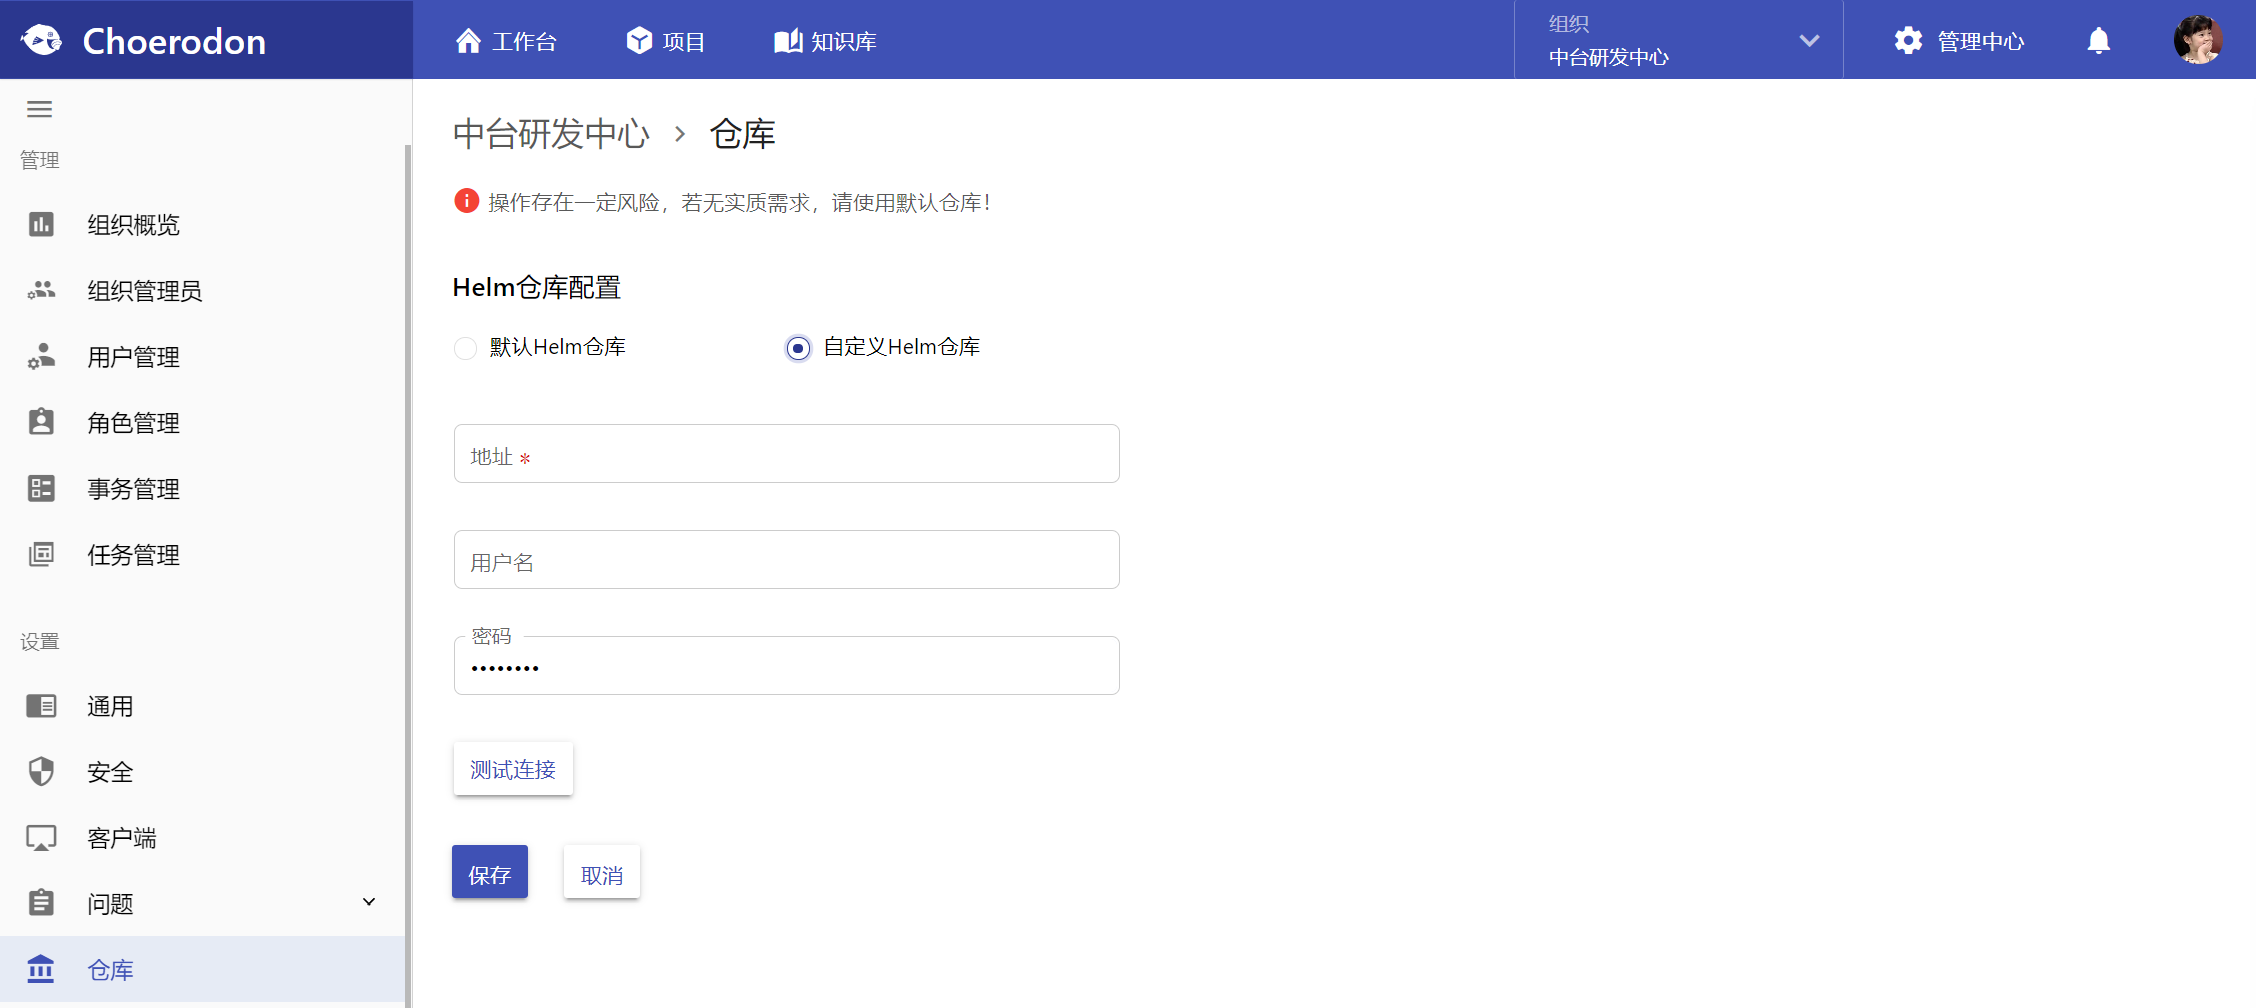 Choerodon
工作台
项目
知识库
组织
中台研发中心
管理中心
管理
组织概览
组织管理员
用户管理
角色管理
事务管理
任务管理
设置
通用
安全
客户端
问题
仓库
中台研发中心 > 仓库
操作存在一定风险，若无实质需求，请使用默认仓库！
Helm仓库配置
默认Helm仓库
自定义Helm仓库
地址 *
用户名
密码
••••••••
测试连接
保存
取消